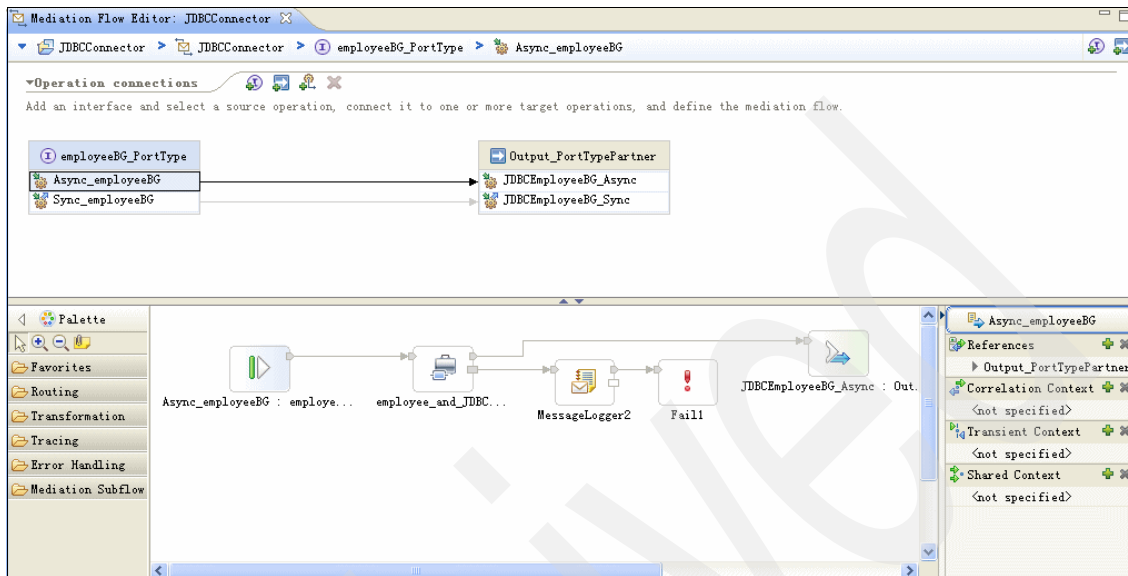 Mediation Flow Editor: JDBCConnector
JDBCConnector > JDBCConnector > employeeBG_PortType > Async_employeeBG
Operation connections
Add an interface and select a source operation, connect it to one or more target operations, and define the mediation flow.
employeeBG_PortType
Async_employeeBG
Sync_employeeBG
Output_PortTypePartner
JDBCEmployeeBG_Async
JDBCEmployeeBG_Sync
Palette
Favorites
Routing
Transformation
Tracing
Error Handling
Mediation Subflow
Async_employeeBG : employe...
employee_and_JDBC...
MessageLogger2
Fail1
JDBCEmployeeBG_Async : Out.
Async_employeeBG
References
Output_PortTypePartner
Correlation Context
<not specified>
Transient Context
<not specified>
Shared Context
<not specified>